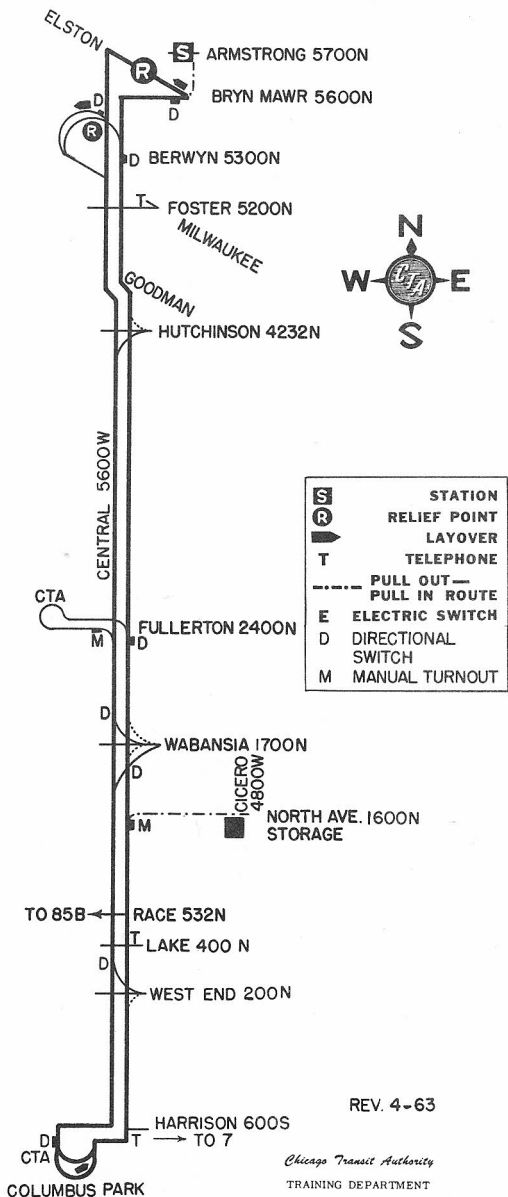 ELSTON
S ARMSTRONG 5700N
R
BRYN MAWR 5600N
D
D
R
D BERWYN 5300N
T FOSTER 5200N
MILWAUKEE
N
W CTA E
S
GOODMAN
HUTCHINSON 4232N
CENTRAL 5600W
S STATION
R RELIEF POINT
LAYOVER
T TELEPHONE
PULL OUT—
PULL IN ROUTE
E ELECTRIC SWITCH
D DIRECTIONAL
SWITCH
M MANUAL TURNOUT
CTA
FULLERTON 2400N
M D
D
WABANSIA 1700N
D
CICERO
4800W
NORTH AVE. 1600N
STORAGE
M
TO 85B RACE 532N
T
LAKE 400 N
D
WEST END 200N
REV. 4-63
HARRISON 600S
D T TO 7
CTA
COLUMBUS PARK
Chicago Transit Authority
TRAINING DEPARTMENT